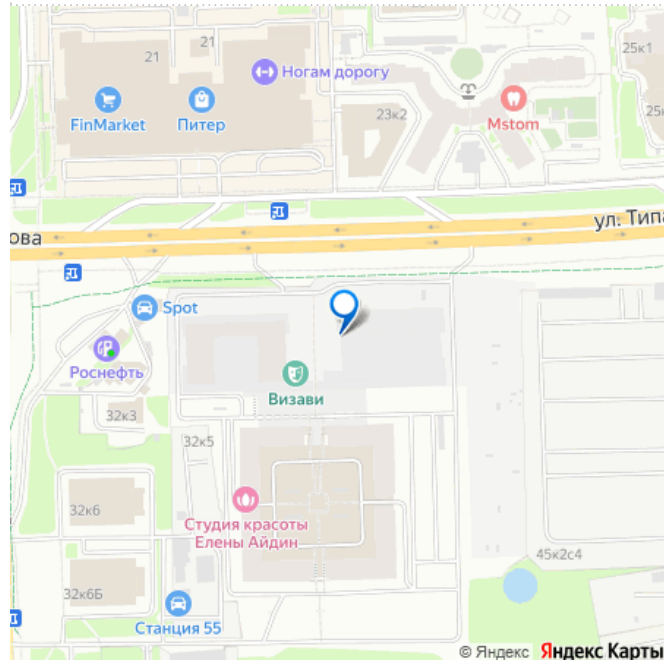 21
21
Ногам дорогу
25к1
FinMarket
Питер
23к2
Mstom
25к
ова
ул. Типа
Spot
Роснефть
Визави
32к3
32к5
32к6
Студия красоты
Елены Айдин
45к2с4
32к6Б
Станция 55
© Яндекс Яндекс Карты